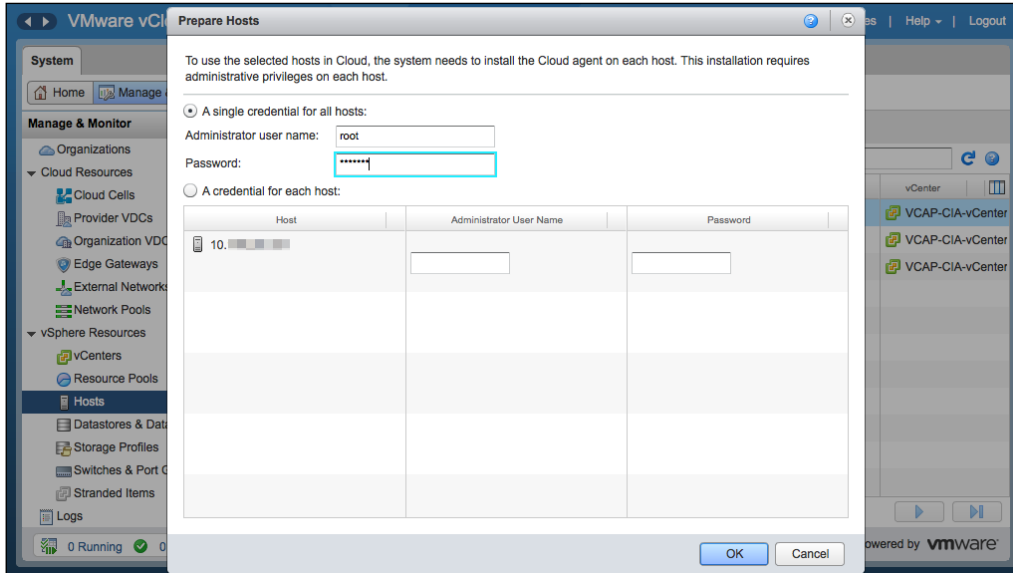 VMware vCl
Prepare Hosts
es | Help | Logout
System
Home
Manage &
Manage & Monitor
Organizations
Cloud Resources
Cloud Cells
Provider VDCs
Organization VDC
Edge Gateways
External Networks
Network Pools
vSphere Resources
vCenters
Resource Pools
Hosts
Datastores & Data
Storage Profiles
Switches & Port G
Stranded Items
Logs
0 Running 0
To use the selected hosts in Cloud, the system needs to install the Cloud agent on each host. This installation requires
administrative privileges on each host.
A single credential for all hosts:
Administrator user name: root
Password: •••••••
A credential for each host:
Host Administrator User Name Password
10.
OK Cancel
vCenter
VCAP-CIA-vCenter
VCAP-CIA-vCenter
VCAP-CIA-vCenter
owered by vmware